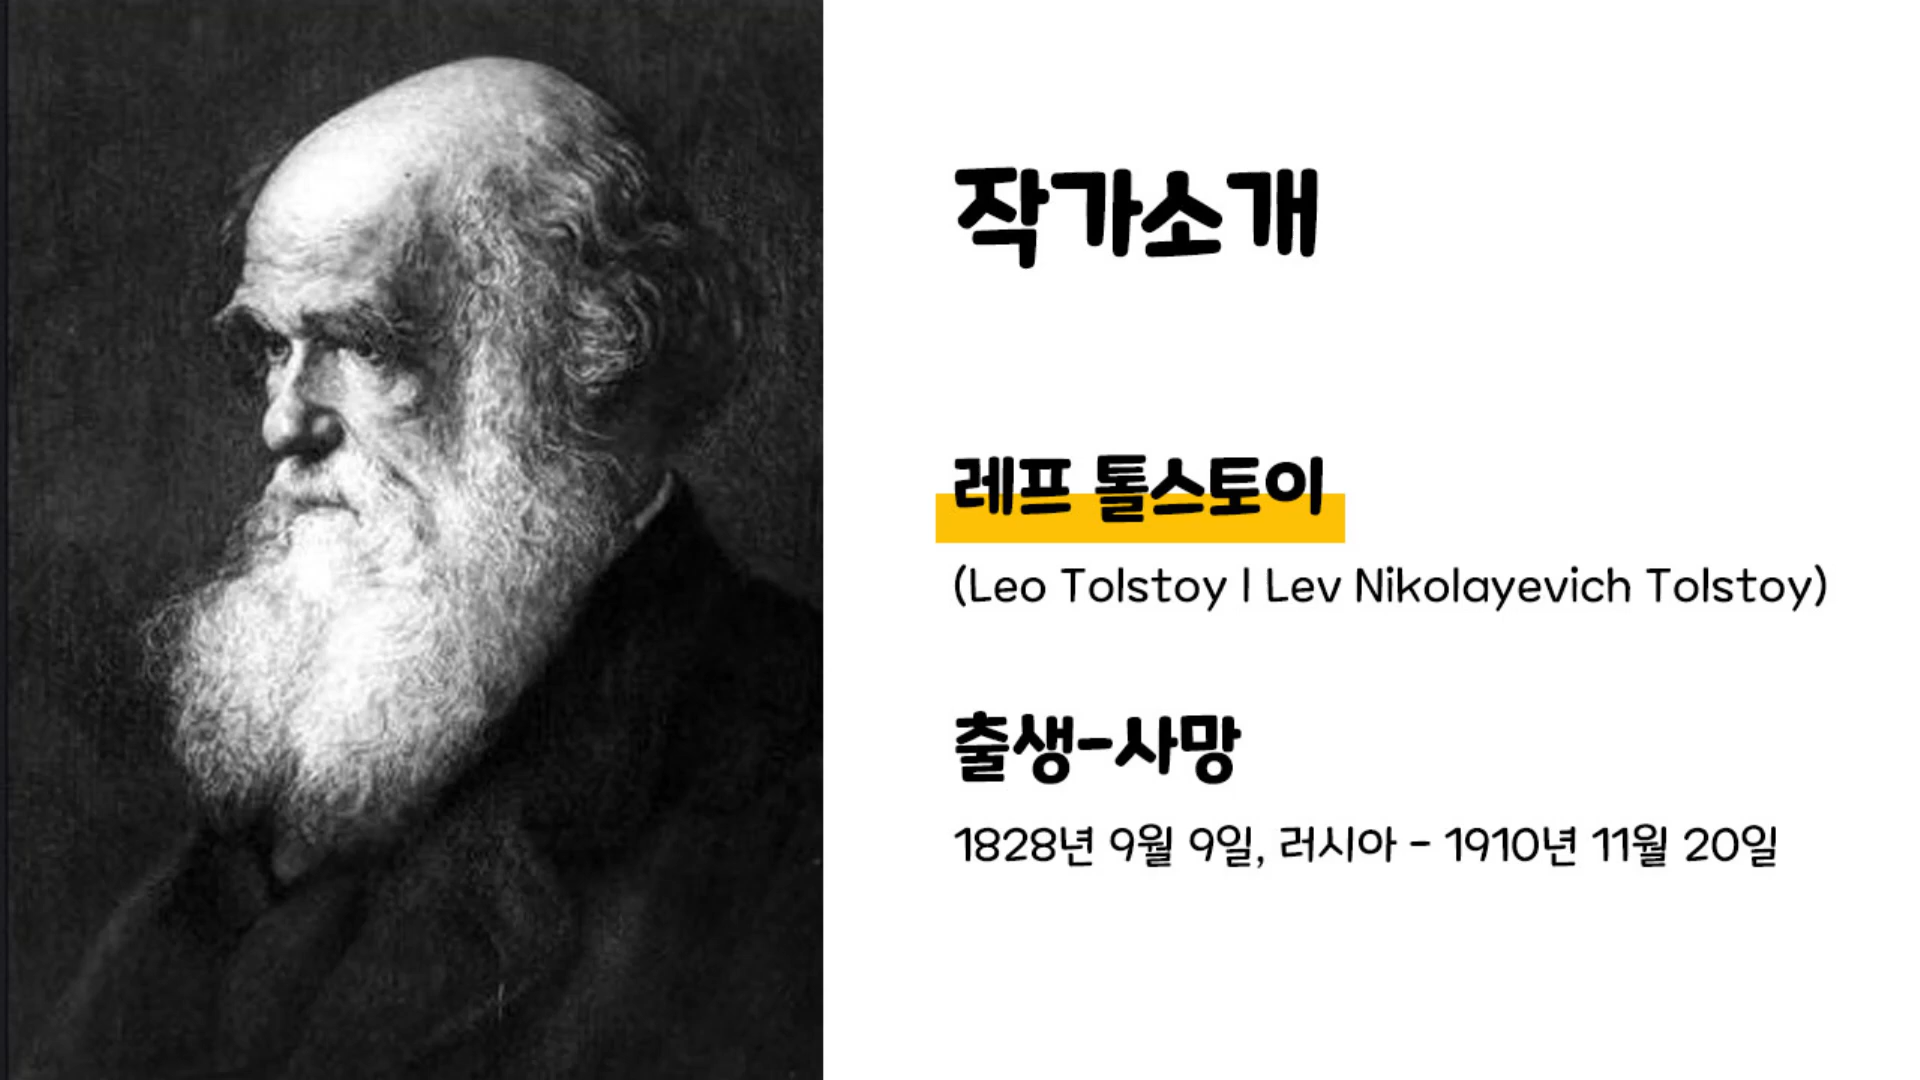 작가소개
레프 톨스토이
(Leo Tolstoy | Lev Nikolayevich Tolstoy)
출생-사망
1828년 9월 9일, 러시아 - 1910년 11월 20일